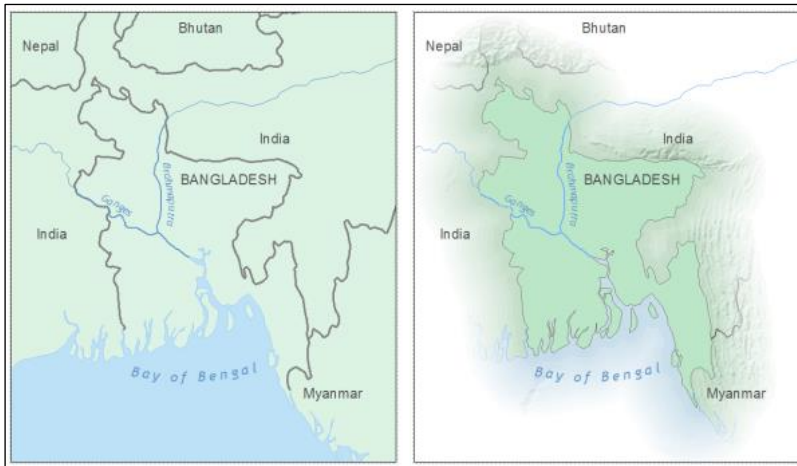 Bhutan
Nepal
India
BANGLADESH
Brahmaputra
Ganges
India
Bay of Bengal
Myanmar
Bhutan
Nepal
India
BANGLADESH
Brahmaputra
Ganges
India
Bay of Bengal
Myanmar